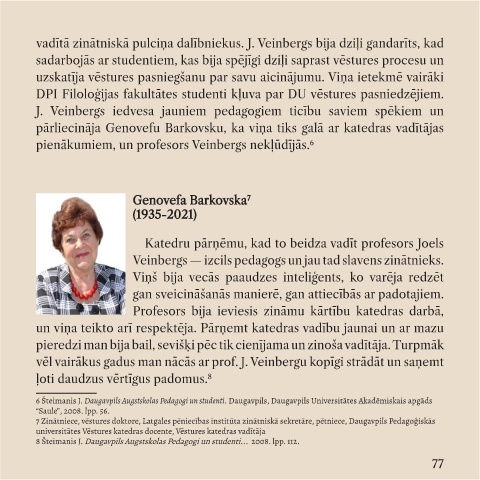 vadītā zinātniskā pulciņa dalībniekus. J. Veinbergs bija dziļi gandarīts, kad
sadarbojās ar studentiem, kas bija spējīgi dziļi saprast vēstures procesu un
uzskatīja vēstures pasniegšanu par savu aicinājumu. Viņa ietekmē vairāki
DPI Filoloģijas fakultātes studenti kļuva par DU vēstures pasniedzējiem.
J. Veinbergs iedvesa jauniem pedagogiem ticību saviem spēkiem un
pārliecināja Genovefu Barkovsku, ka viņa tiks galā ar katedras vadītājas
pienākumiem, un profesors Veinbergs nekļūdījās.⁶
Genovefa Barkovska⁷
(1935-2021)
Katedru pārņēmu, kad to beidza vadīt profesors Joels
Veinbergs — izcils pedagogs un jau tad slavens zinātnieks.
Viņš bija vecās paaudzes inteliģents, ko varēja redzēt
gan sveicināšanās manierē, gan attiecībās ar padotajiem.
Profesors bija ieviesis zināmu kārtību katedras darbā,
un viņa teikto arī respektēja. Pārņemt katedras vadību jaunai un ar mazu
pieredzi man bija bail, sevišķi pēc tik cienījama un zinoša vadītāja. Turpmāk
vēl vairākus gadus man nācās ar prof. J. Veinbergu kopīgi strādāt un saņemt
ļoti daudzus vērtīgus padomus.⁸
6 Šteimanis J. Daugavpils Augstskolas Pedagogi un studenti. Daugavpils, Daugavpils Universitātes Akadēmiskais apgāds
“Saule”, 2008. lpp. 56.
7 Zinātniece, vēstures doktore, Latgales pēniecības institūta zinātniskā sekretāre, pētniece, Daugavpils Pedagoģiskās
universitātes Vēstures katedras docente, Vēstures katedras vadītāja
8 Šteimanis J. Daugavpils Augstskolas Pedagogi un studenti... 2008. lpp. 112.
77